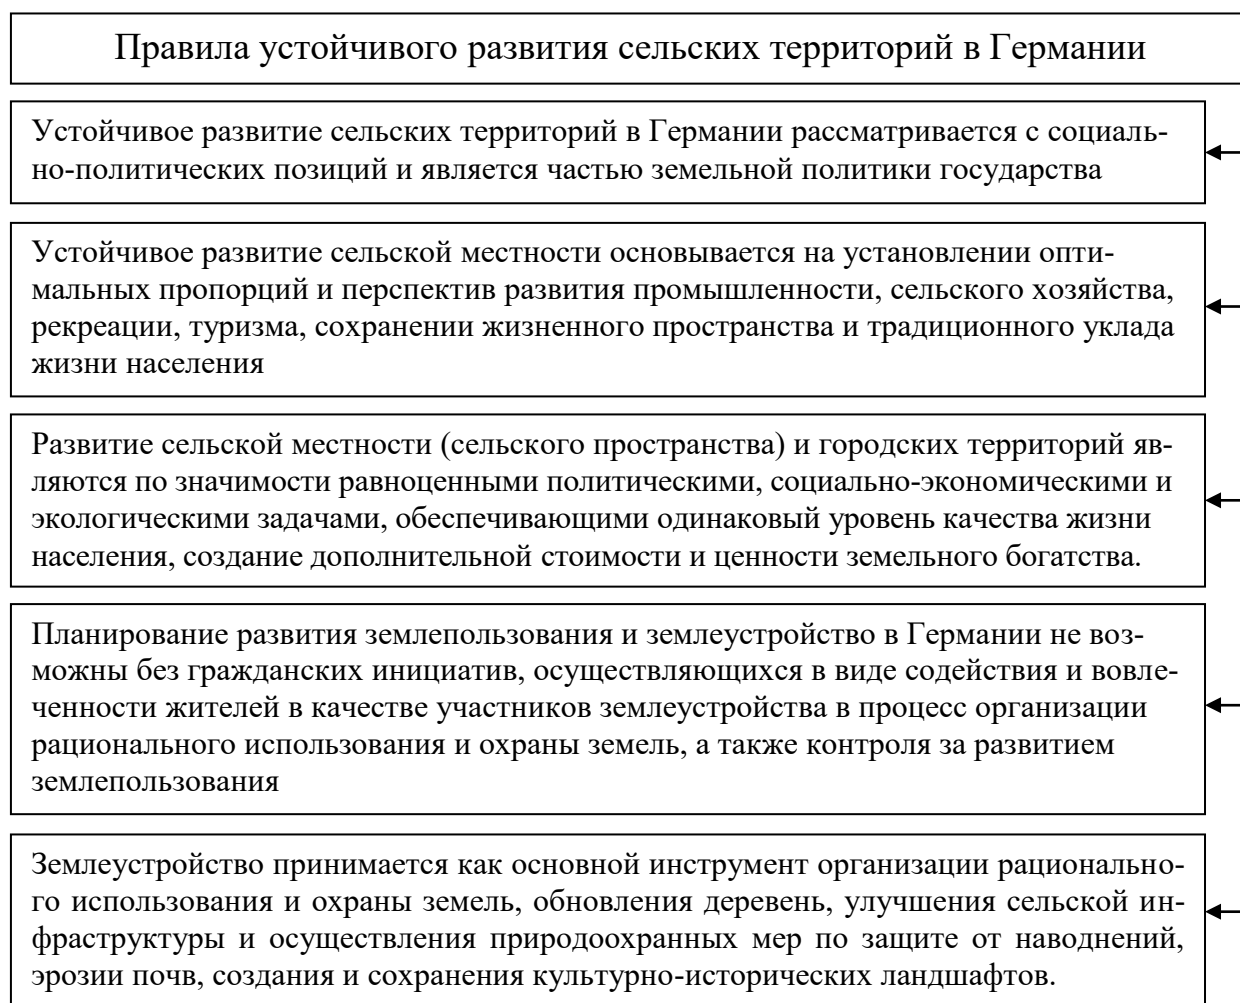 Правила устойчивого развития сельских территорий в Германии
Устойчивое развитие сельских территорий в Германии рассматривается с социаль-
но-политических позиций и является частью земельной политики государства
Устойчивое развитие сельской местности основывается на установлении опти-
мальных пропорций и перспектив развития промышленности, сельского хозяйства,
рекреации, туризма, сохранении жизненного пространства и традиционного уклада
жизни населения
Развитие сельской местности (сельского пространства) и городских территорий яв-
ляются по значимости равноценными политическими, социально-экономическими и
экологическими задачами, обеспечивающими одинаковый уровень качества жизни
населения, создание дополнительной стоимости и ценности земельного богатства.
Планирование развития землепользования и землеустройство в Германии не воз-
можны без гражданских инициатив, осуществляющихся в виде содействия и вовле-
ченности жителей в качестве участников землеустройства в процесс организации
рационального использования и охраны земель, а также контроля за развитием
землепользования
Землеустройство принимается как основной инструмент организации рационально-
го использования и охраны земель, обновления деревень, улучшения сельской ин-
фраструктуры и осуществления природоохранных мер по защите от наводнений,
эрозии почв, создания и сохранения культурно-исторических ландшафтов.